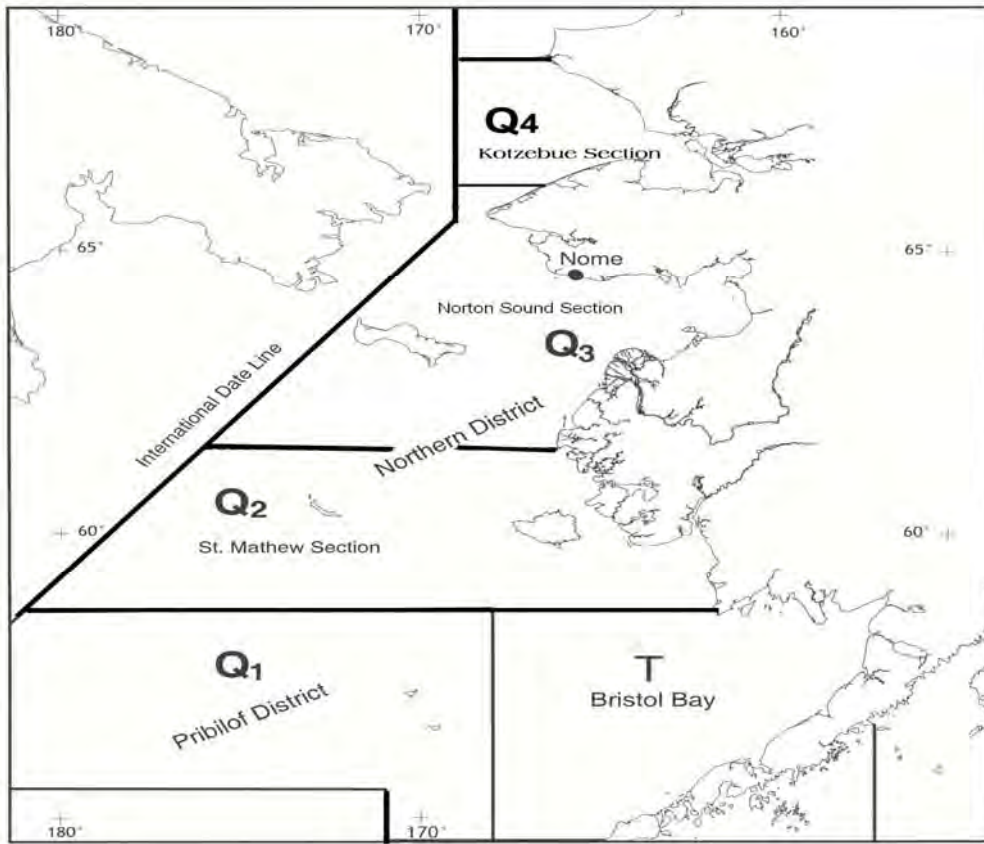 180°
170°
160°
Q4
Kotzebue Section
65°
65°
Nome
Norton Sound Section
Q3
International Date Line
Northern District
Q2
St. Mathew Section
60°
60°
Q1
Pribilof District
T
Bristol Bay
180°
170°